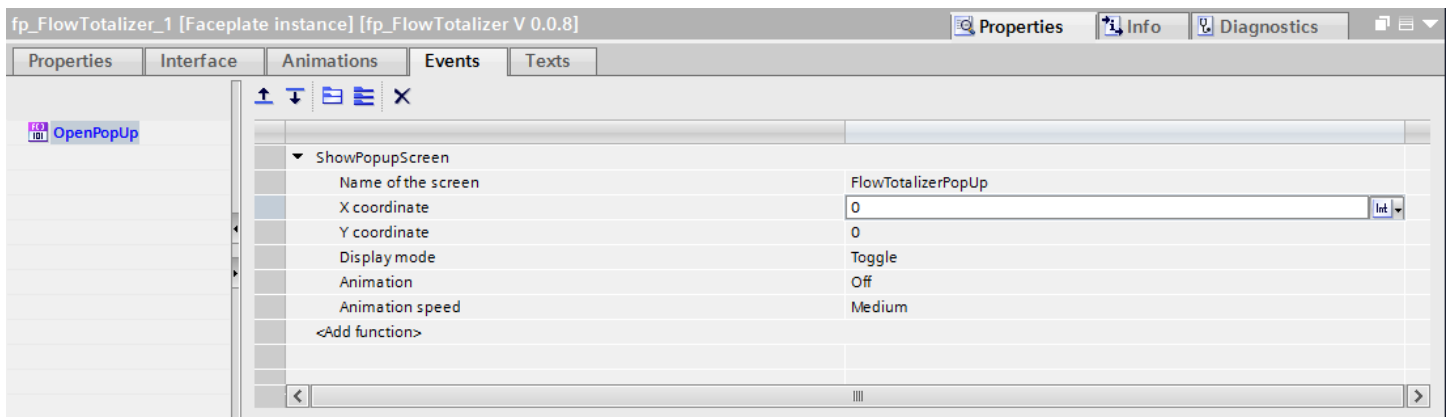 fp_FlowTotalizer_1 [Faceplate instance] [fp_FlowTotalizer V 0.0.8]
Properties Info Diagnostics
Properties Interface Animations Events Texts
OpenPopUp
ShowPopupScreen
Name of the screen FlowTotalizerPopUp
X coordinate 0 Int
Y coordinate 0
Display mode Toggle
Animation Off
Animation speed Medium
<Add function>